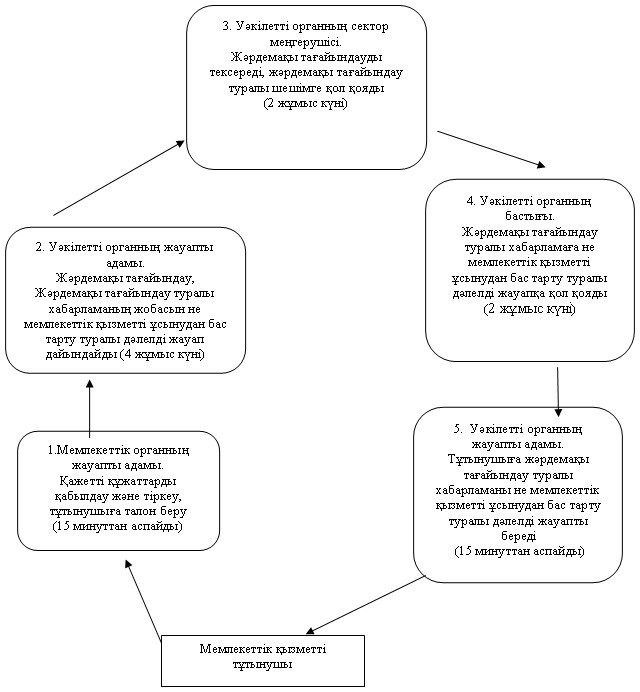 3. Уәкілетті органның сектор
меңгерушісі.
Жәрдемақы тағайындауды
тексереді, жәрдемақы тағайындау
туралы шешімге қол қояды
(2 жұмыс күні)
4. Уәкілетті органның
бастығы.
Жәрдемақы тағайындау
туралы хабарламаға не
мемлекеттік қызметті
ұсынудан бас тарту туралы
дәлелді жауапқа қол қояды
(2 жұмыс күні)
2. Уәкілетті органның жауапты
адамы.
Жәрдемақы тағайындау,
Жәрдемақы тағайындау туралы
хабарламаның жобасын не
мемлекеттік қызметті ұсынудан бас
тарту туралы дәлелді жауап
дайындайды (4 жұмыс күні)
1.Мемлекеттік органның
жауапты адамы.
Қажетті құжаттарды
қабылдау және тіркеу,
тұтынушыға талон беру
(15 минуттан аспайды)
5. Уәкілетті органның
жауапты адамы.
Тұтынушыға жәрдемақы
тағайындау туралы
хабарламаны не мемлекеттік
қызметті ұсынудан бас тарту
туралы дәлелді жауапты
береді
(15 минуттан аспайды)
Мемлекеттік қызметті
тұтынушы